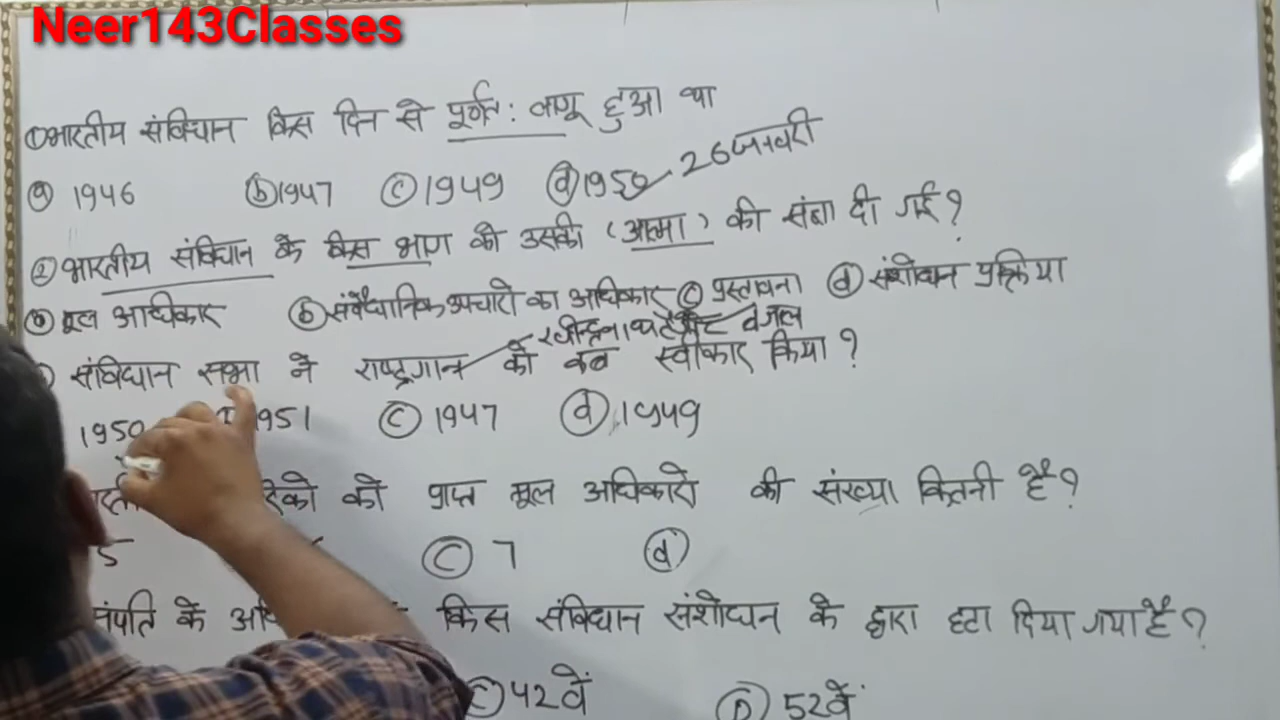 Neer143Classes
① भारतीय संविधान किस दिन से पूर्णत: लागू हुआ था
ⓐ 1946 ⓑ 1947 ⓒ 1949 ⓓ 1950 26 जनवरी
② भारतीय संविधान के किस भाग को उसकी (आत्मा) की संज्ञा दी गई?
ⓐ मूल अधिकार ⓑ संवैधानिक उपचारो का अधिकार ⓒ प्रस्तावना ⓓ संशोधन प्रक्रिया
रवीन्द्रनाथ टैगोर
संविधान सभा ने राष्ट्रगान को कब स्वीकार किया?
1950 1951 ⓒ 1947 ⓓ 1949
को प्राप्त मूल अधिकारो की संख्या कितनी है?
5 ⓒ 7 ⓓ
संपति के किस संविधान संशोधन के द्वारा हटा दिया गया है?
ⓒ 42वें Ⓓ 52वें